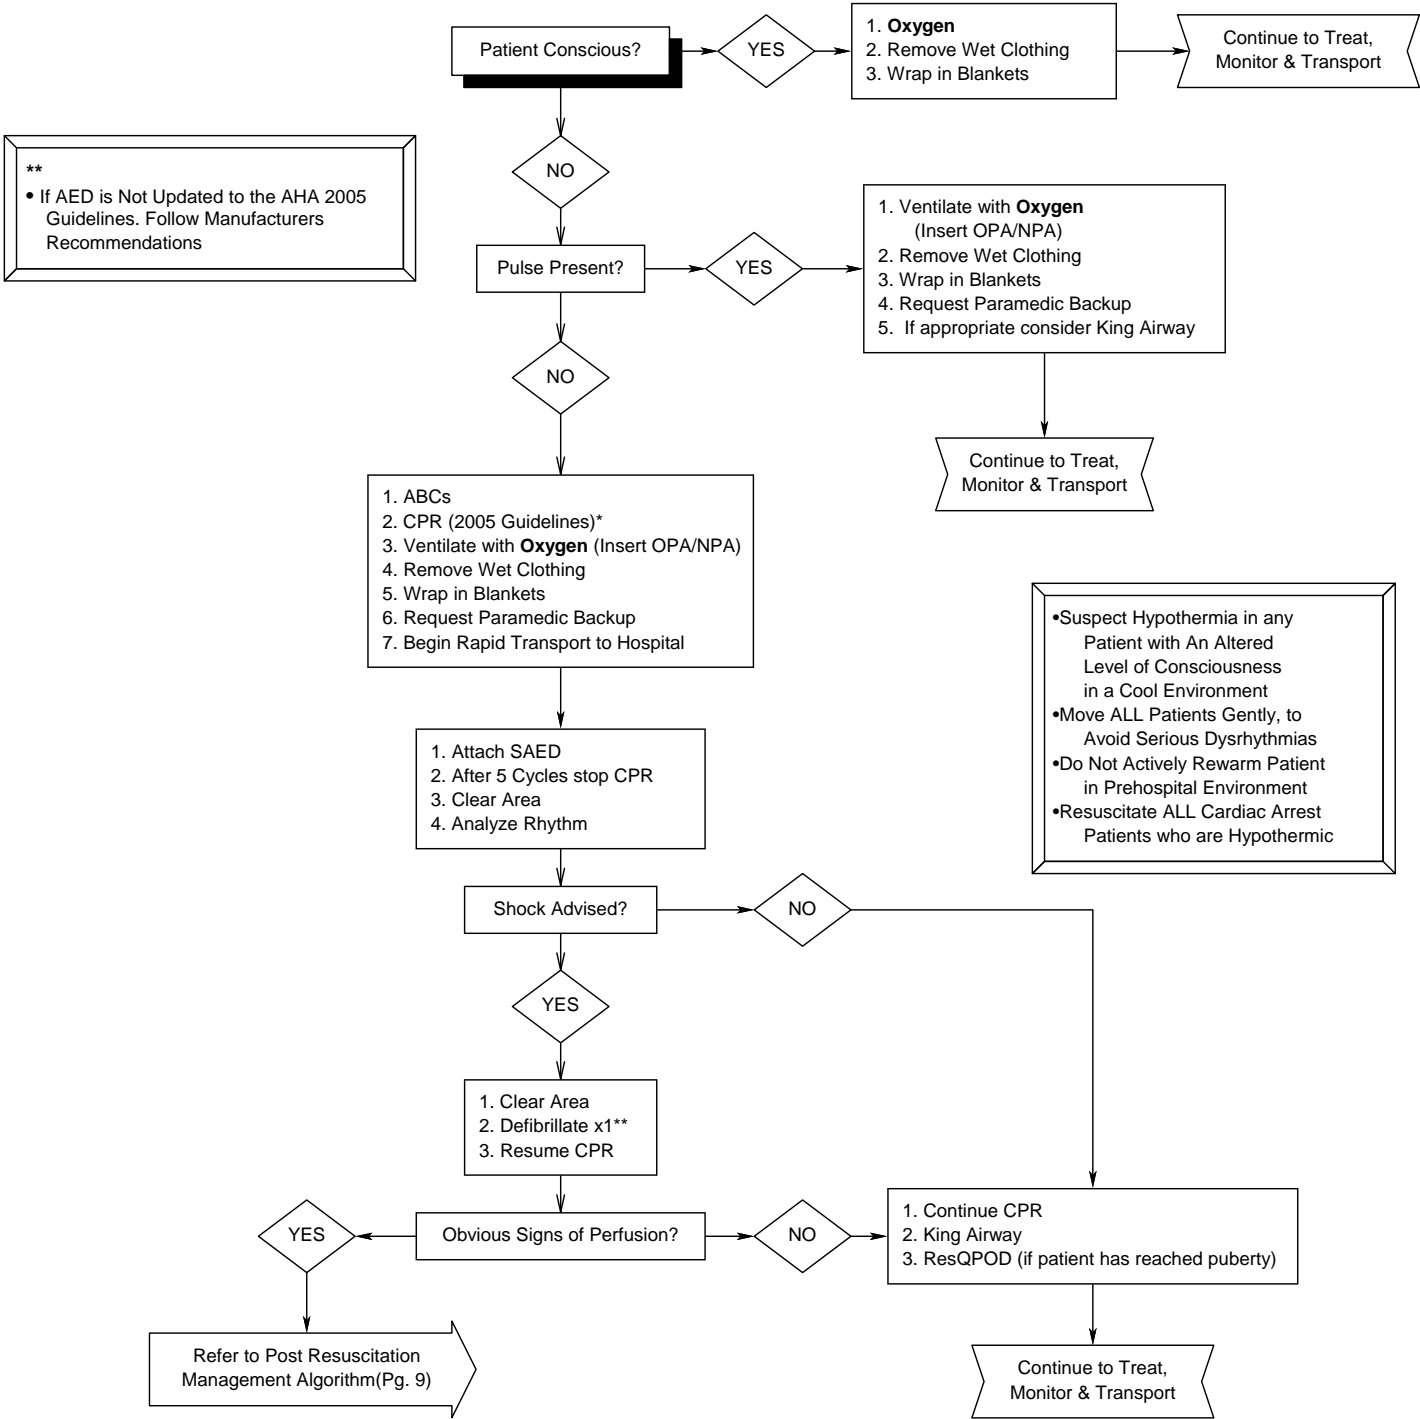 Patient Conscious?
YES
1. Oxygen
2. Remove Wet Clothing
3. Wrap in Blankets
Continue to Treat,
Monitor & Transport
NO
**
• If AED is Not Updated to the AHA 2005
Guidelines. Follow Manufacturers
Recommendations
Pulse Present?
YES
1. Ventilate with Oxygen
(Insert OPA/NPA)
2. Remove Wet Clothing
3. Wrap in Blankets
4. Request Paramedic Backup
5. If appropriate consider King Airway
NO
Continue to Treat,
Monitor & Transport
1. ABCs
2. CPR (2005 Guidelines)*
3. Ventilate with Oxygen (Insert OPA/NPA)
4. Remove Wet Clothing
5. Wrap in Blankets
6. Request Paramedic Backup
7. Begin Rapid Transport to Hospital
•Suspect Hypothermia in any
Patient with An Altered
Level of Consciousness
in a Cool Environment
•Move ALL Patients Gently, to
Avoid Serious Dysrhythmias
•Do Not Actively Rewarm Patient
in Prehospital Environment
•Resuscitate ALL Cardiac Arrest
Patients who are Hypothermic
1. Attach SAED
2. After 5 Cycles stop CPR
3. Clear Area
4. Analyze Rhythm
Shock Advised?
NO
YES
1. Clear Area
2. Defibrillate x1**
3. Resume CPR
YES
Obvious Signs of Perfusion?
NO
1. Continue CPR
2. King Airway
3. ResQPOD (if patient has reached puberty)
Refer to Post Resuscitation
Management Algorithm(Pg. 9)
Continue to Treat,
Monitor & Transport